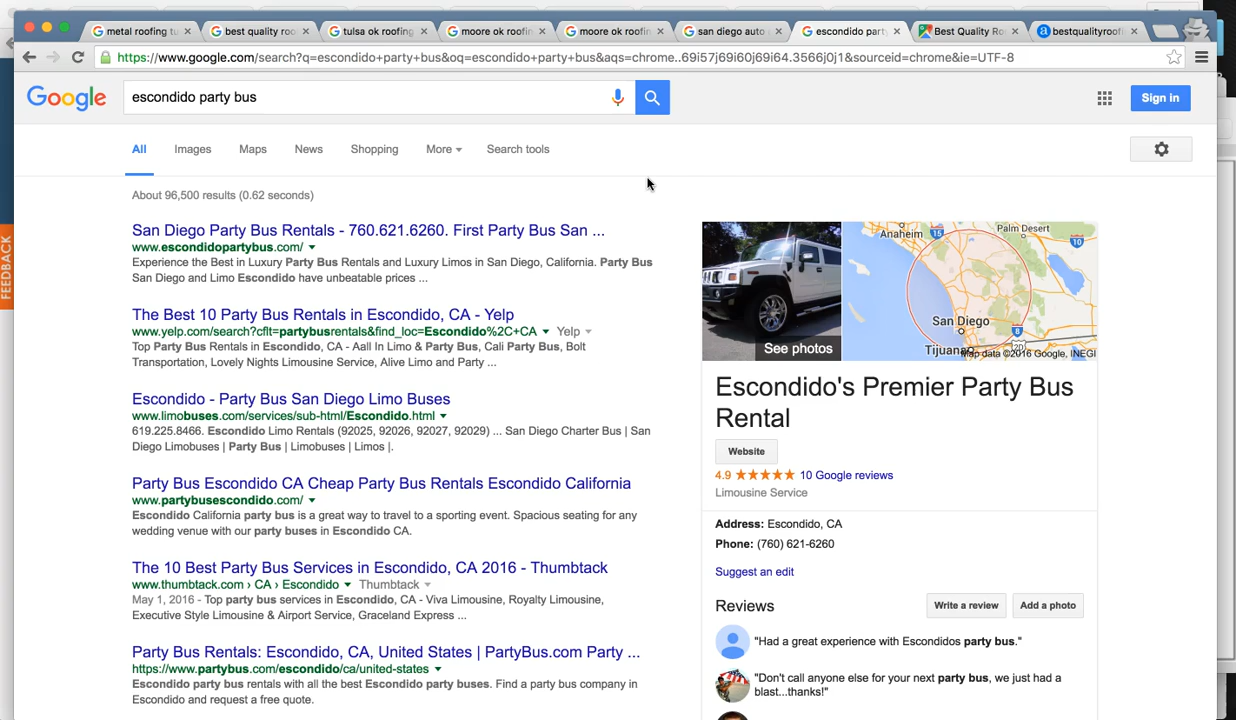 metal roofing tu
best quality roo
tulsa ok roofing
moore ok roofin
moore ok roofin
san diego auto
escondido party
Best Quality Ro
bestqualityroof
https://www.google.com/search?q=escondido+party+bus&oq=escondido+party+bus&aqs=chrome..69i57j69i60j69i64.3566j0j1&sourceid=chrome&ie=UTF-8
Google
escondido party bus
Sign in
All
Images
Maps
News
Shopping
More
Search tools
About 96,500 results (0.62 seconds)
FEEDBACK
San Diego Party Bus Rentals - 760.621.6260. First Party Bus San ...
www.escondidopartybus.com/
Experience the Best in Luxury Party Bus Rentals and Luxury Limos in San Diego, California. Party Bus
San Diego and Limo Escondido have unbeatable prices ...
The Best 10 Party Bus Rentals in Escondido, CA - Yelp
www.yelp.com/search?cflt=partybusrentals&find_loc=Escondido%2C+CA Yelp
Top Party Bus Rentals in Escondido, CA - Aall In Limo & Party Bus, Cali Party Bus, Bolt
Transportation, Lovely Nights Limousine Service, Alive Limo and Party ...
Escondido - Party Bus San Diego Limo Buses
www.limobuses.com/services/sub-html/Escondido.html
619.225.8466. Escondido Limo Rentals (92025, 92026, 92027, 92029) ... San Diego Charter Bus | San
Diego Limobuses | Party Bus | Limobuses | Limos |.
Party Bus Escondido CA Cheap Party Bus Rentals Escondido California
www.partybusescondido.com/
Escondido California party bus is a great way to travel to a sporting event. Spacious seating for any
wedding venue with our party buses in Escondido CA.
The 10 Best Party Bus Services in Escondido, CA 2016 - Thumbtack
www.thumbtack.com › CA › Escondido Thumbtack
May 1, 2016 - Top party bus services in Escondido, CA - Viva Limousine, Royalty Limousine,
Executive Style Limousine & Airport Service, Graceland Express ...
Party Bus Rentals: Escondido, CA, United States | PartyBus.com Party ...
https://www.partybus.com/escondido/ca/united-states
Escondido party bus rentals with all the best Escondido party buses. Find a party bus company in
Escondido and request a free quote.
See photos
Anaheim
15
Palm Desert
10
San Diego
8
Tijuana
2D
Map data ©2016 Google, INEGI
Escondido's Premier Party Bus
Rental
Website
4.9 10 Google reviews
Limousine Service
Address: Escondido, CA
Phone: (760) 621-6260
Suggest an edit
Reviews
Write a review
Add a photo
"Had a great experience with Escondidos party bus."
"Don't call anyone else for your next party bus, we just had a
blast...thanks!"